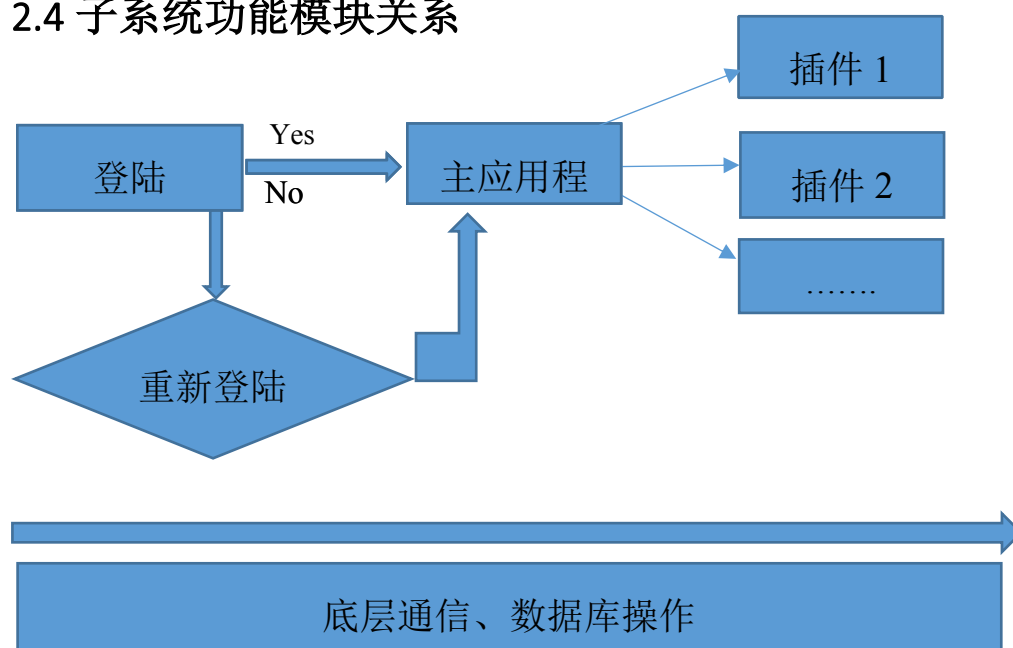 2.4 子系统功能模块关系
插件 1
Yes
登陆
主应用程
No
插件 2
…….
重新登陆
底层通信、数据库操作